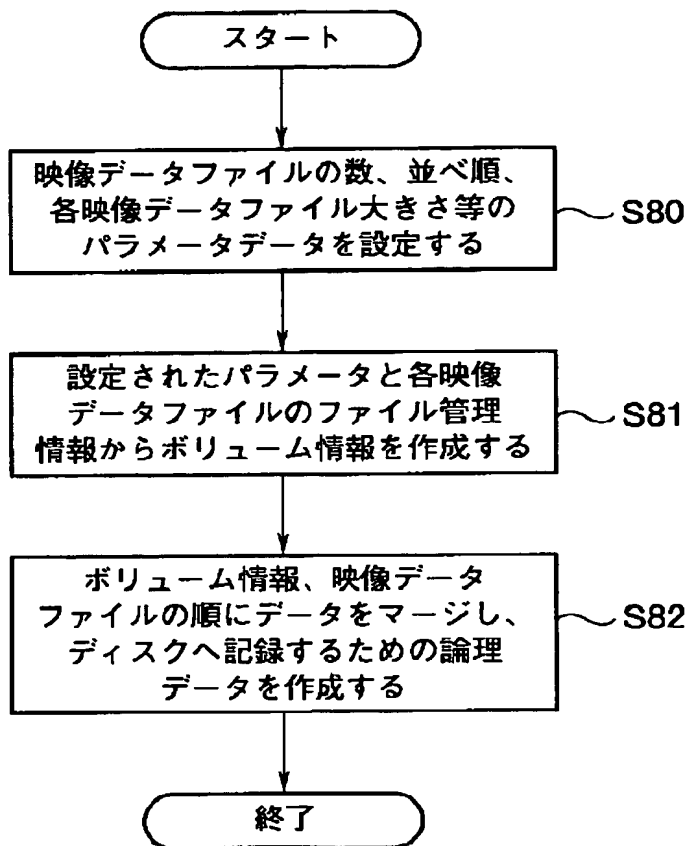 スタート
映像データファイルの数、並べ順、
各映像データファイル大きさ等の
パラメータデータを設定する
S80
設定されたパラメータと各映像
データファイルのファイル管理
情報からボリューム情報を作成する
S81
ボリューム情報、映像データ
ファイルの順にデータをマージし、
ディスクへ記録するための論理
データを作成する
S82
終了